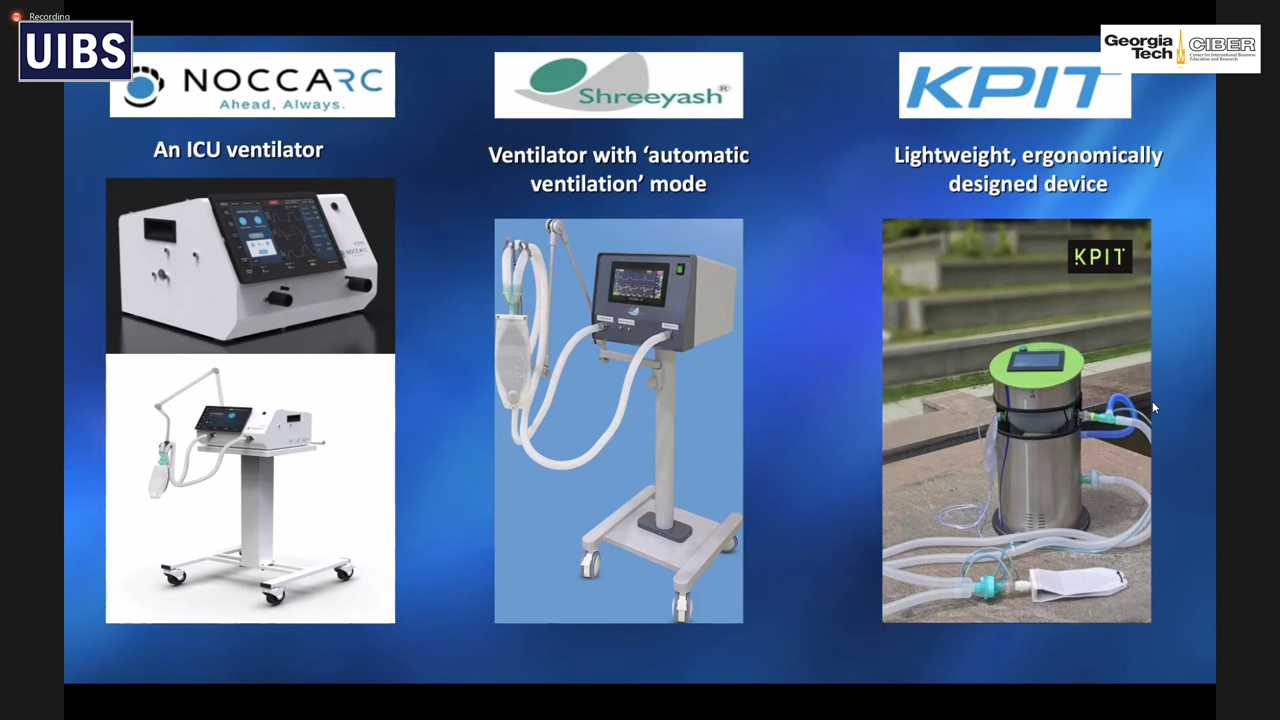 Recording
UIBS
Georgia
Tech
CIBER
Center for International Business
Education and Research
NOCCARC
Ahead, Always.
Shreeyash®
KPIT
An ICU ventilator
Ventilator with ‘automatic
ventilation’ mode
Lightweight, ergonomically
designed device
NOCCARC
KPIT